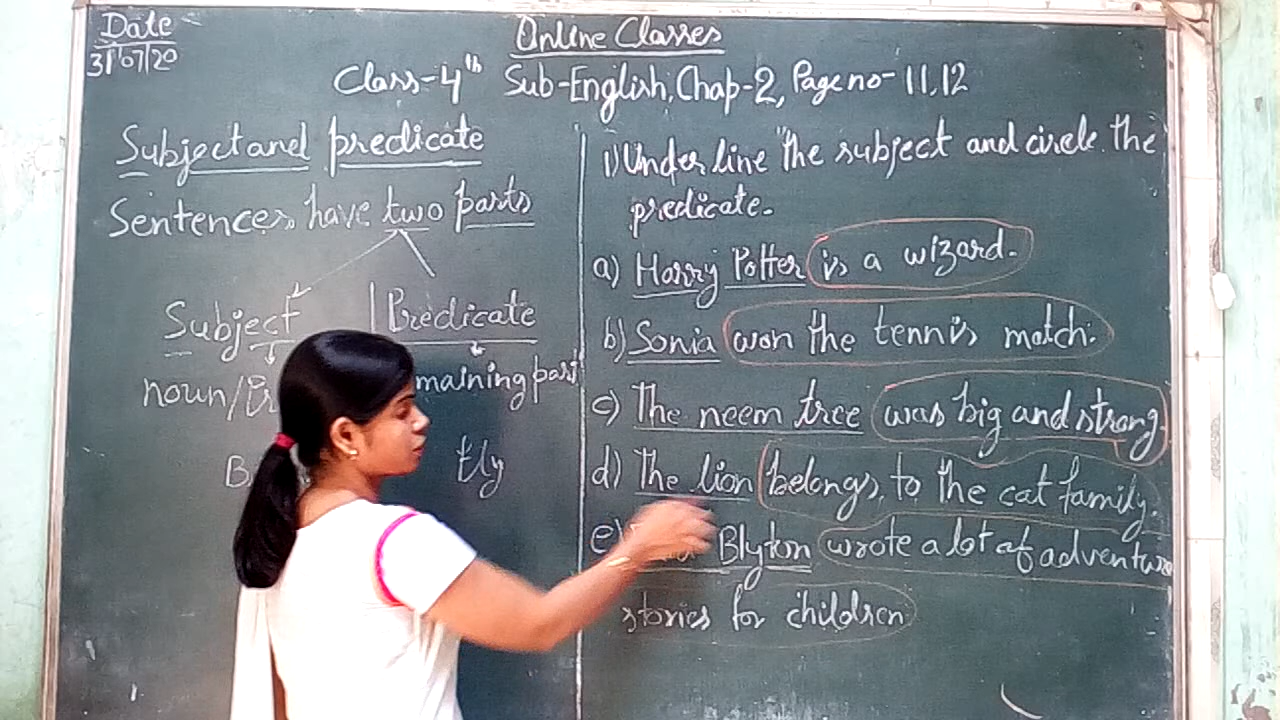 Date
31/07/20
Online Classes
Class-4th Sub-English, Chap-2, Page no-11,12
Subject and predicate
Sentences have two parts
Subject | Predicate
noun/
maining part
B
fly
1) Underline the subject and circle the
predicate.
a) Harry Potter is a wizard.
b) Sonia won the tennis match.
c) The neem tree was big and strong.
d) The lion belongs to the cat family.
e) Blyton wrote a lot of adventure
stories for children